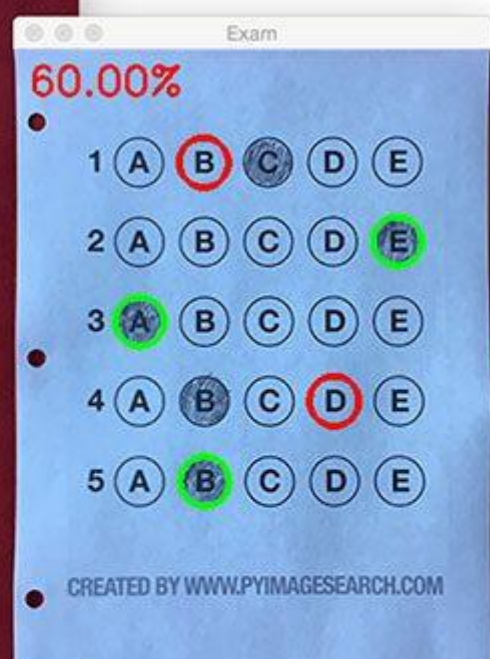 Exam
60.00%
1 A B C D E
2 A B C D E
3 A B C D E
4 A B C D E
5 A B C D E
CREATED BY WWW.PYIMAGESEARCH.COM